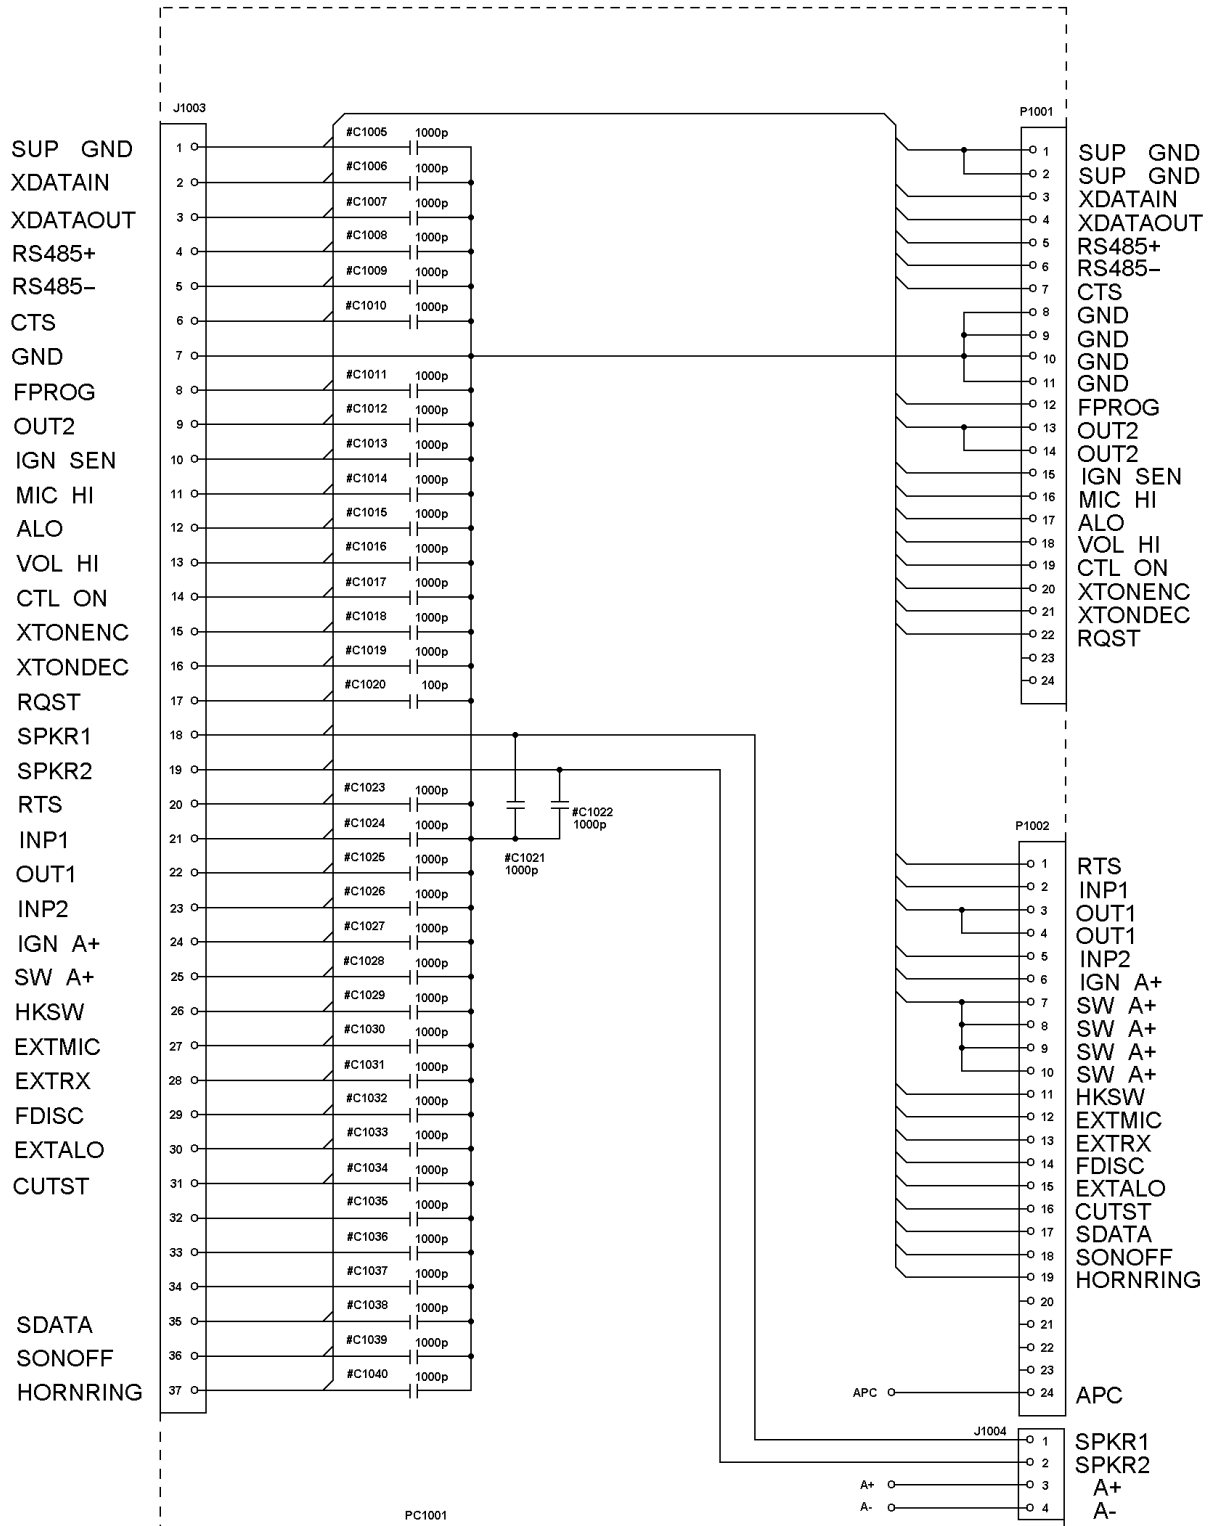 J1003
SUP GND 1
XDATAIN 2
XDATAOUT 3
RS485+ 4
RS485– 5
CTS 6
GND 7
FPROG 8
OUT2 9
IGN SEN 10
MIC HI 11
ALO 12
VOL HI 13
CTL ON 14
XTONENC 15
XTONDEC 16
RQST 17
SPKR1 18
SPKR2 19
RTS 20
INP1 21
OUT1 22
INP2 23
IGN A+ 24
SW A+ 25
HKSW 26
EXTMIC 27
EXTRX 28
FDISC 29
EXTALO 30
CUTST 31
32
33
34
SDATA 35
SONOFF 36
HORNRING 37
#C1005 1000p
#C1006 1000p
#C1007 1000p
#C1008 100p
#C1009 100p
#C1010 1000p
#C1011 1000p
#C1012 1000p
#C1013 1000p
#C1014 1000p
#C1015 1000p
#C1016 1000p
#C1017 1000p
#C1018 1000p
#C1019 1000p
#C1020 100p
#C1023 1000p
#C1024 1000p
#C1025 1000p
#C1026 1000p
#C1027 1000p
#C1028 1000p
#C1029 1000p
#C1030 1000p
#C1031 1000p
#C1032 1000p
#C1033 1000p
#C1034 1000p
#C1035 1000p
#C1036 1000p
#C1037 1000p
#C1038 1000p
#C1039 1000p
#C1040 1000p
#C1022
1000p
#C1021
1000p
P1001
1 SUP GND
2 SUP GND
3 XDATAIN
4 XDATAOUT
5 RS485+
6 RS485–
7 CTS
8 GND
9 GND
10 GND
11 GND
12 FPROG
13 OUT2
14 OUT2
15 IGN SEN
16 MIC HI
17 ALO
18 VOL HI
19 CTL ON
20 XTONENC
21 XTONDEC
22 RQST
23
24
P1002
1 RTS
2 INP1
3 OUT1
4 OUT1
5 INP2
6 IGN A+
7 SW A+
8 SW A+
9 SW A+
10 SW A+
11 HKSW
12 EXTMIC
13 EXTRX
14 FDISC
15 EXTALO
16 CUTST
17 SDATA
18 SONOFF
19 HORNRING
20
21
22
23
APC 24 APC
J1004
1 SPKR1
2 SPKR2
A+ 3 A+
A- 4 A-
PC1001